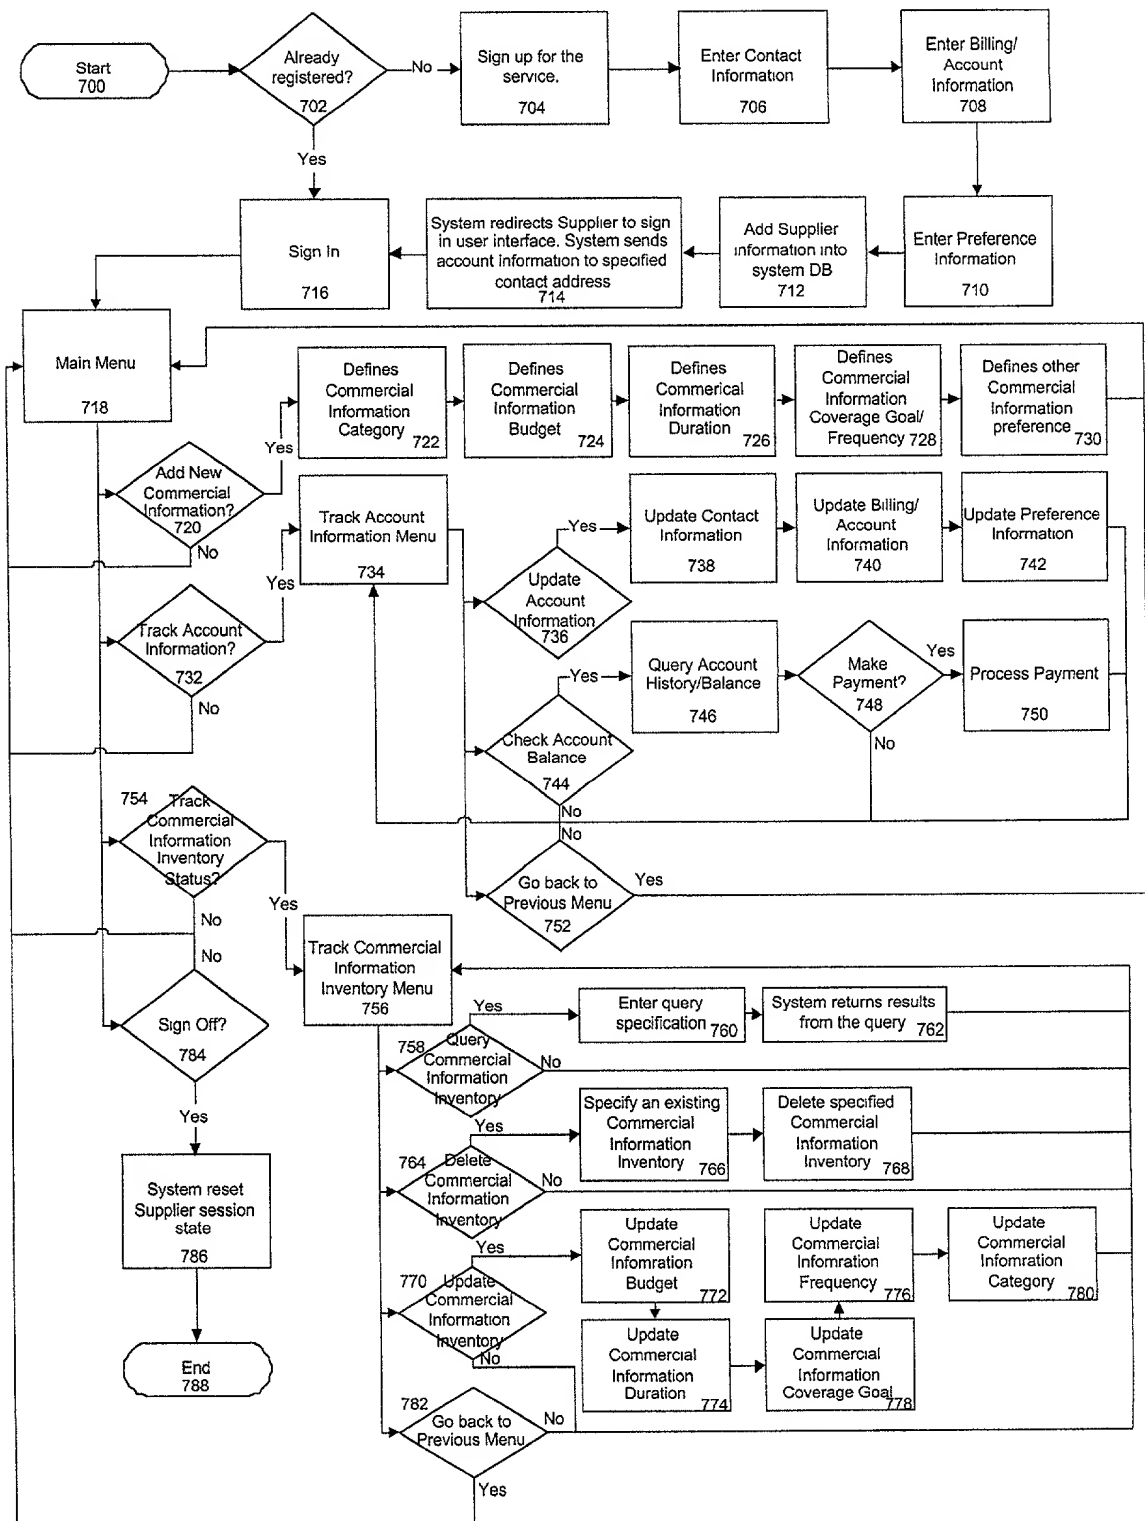 Start
700
Already
registered?
702
No
Yes
Sign up for the
service.
704
Enter Contact
Information
706
Enter Billing/
Account
Information
708
Sign In
716
System redirects Supplier to sign
in user interface. System sends
account information to specified
contact address
714
Add Supplier
information into
system DB
712
Enter Preference
Information
710
Main Menu
718
Add New
Commercial
Information?
720
Yes
No
Defines
Commercial
Information
Category
722
Defines
Commercial
Information
Budget
724
Defines
Commerical
Information
Duration
726
Defines
Commercial
Information
Coverage Goal/
Frequency
728
Defines other
Commercial
Information
preference
730
Track Account
Information?
732
Yes
No
Track Account
Information Menu
734
Update
Account
Information
736
Yes
Update Contact
Information
738
Update Billing/
Account
Information
740
Update Preference
Information
742
Check Account
Balance
744
Yes
No
Query Account
History/Balance
746
Make
Payment?
748
Yes
No
Process Payment
750
No
Go back to
Previous Menu
752
Yes
754
Track
Commercial
Information
Inventory
Status?
Yes
No
No
Sign Off?
784
Yes
System reset
Supplier session
state
786
End
788
Track Commercial
Information
Inventory Menu
756
758
Query
Commercial
Information
Inventory
Yes
No
Enter query
specification
760
System returns results
from the query
762
764
Delete
Commercial
Information
Inventory
Yes
No
Specify an existing
Commercial
Information
Inventory
766
Delete specified
Commercial
Information
Inventory
768
770
Update
Commercial
Information
Inventory
Yes
No
Update
Commercial
Infomration
Budget
772
Update
Commercial
Information
Duration
774
Update
Commercial
Infomration
Frequency
776
Update
Commercial
Information
Coverage Goal
778
Update
Commercial
Infomration
Category
780
782
Go back to
Previous Menu
No
Yes